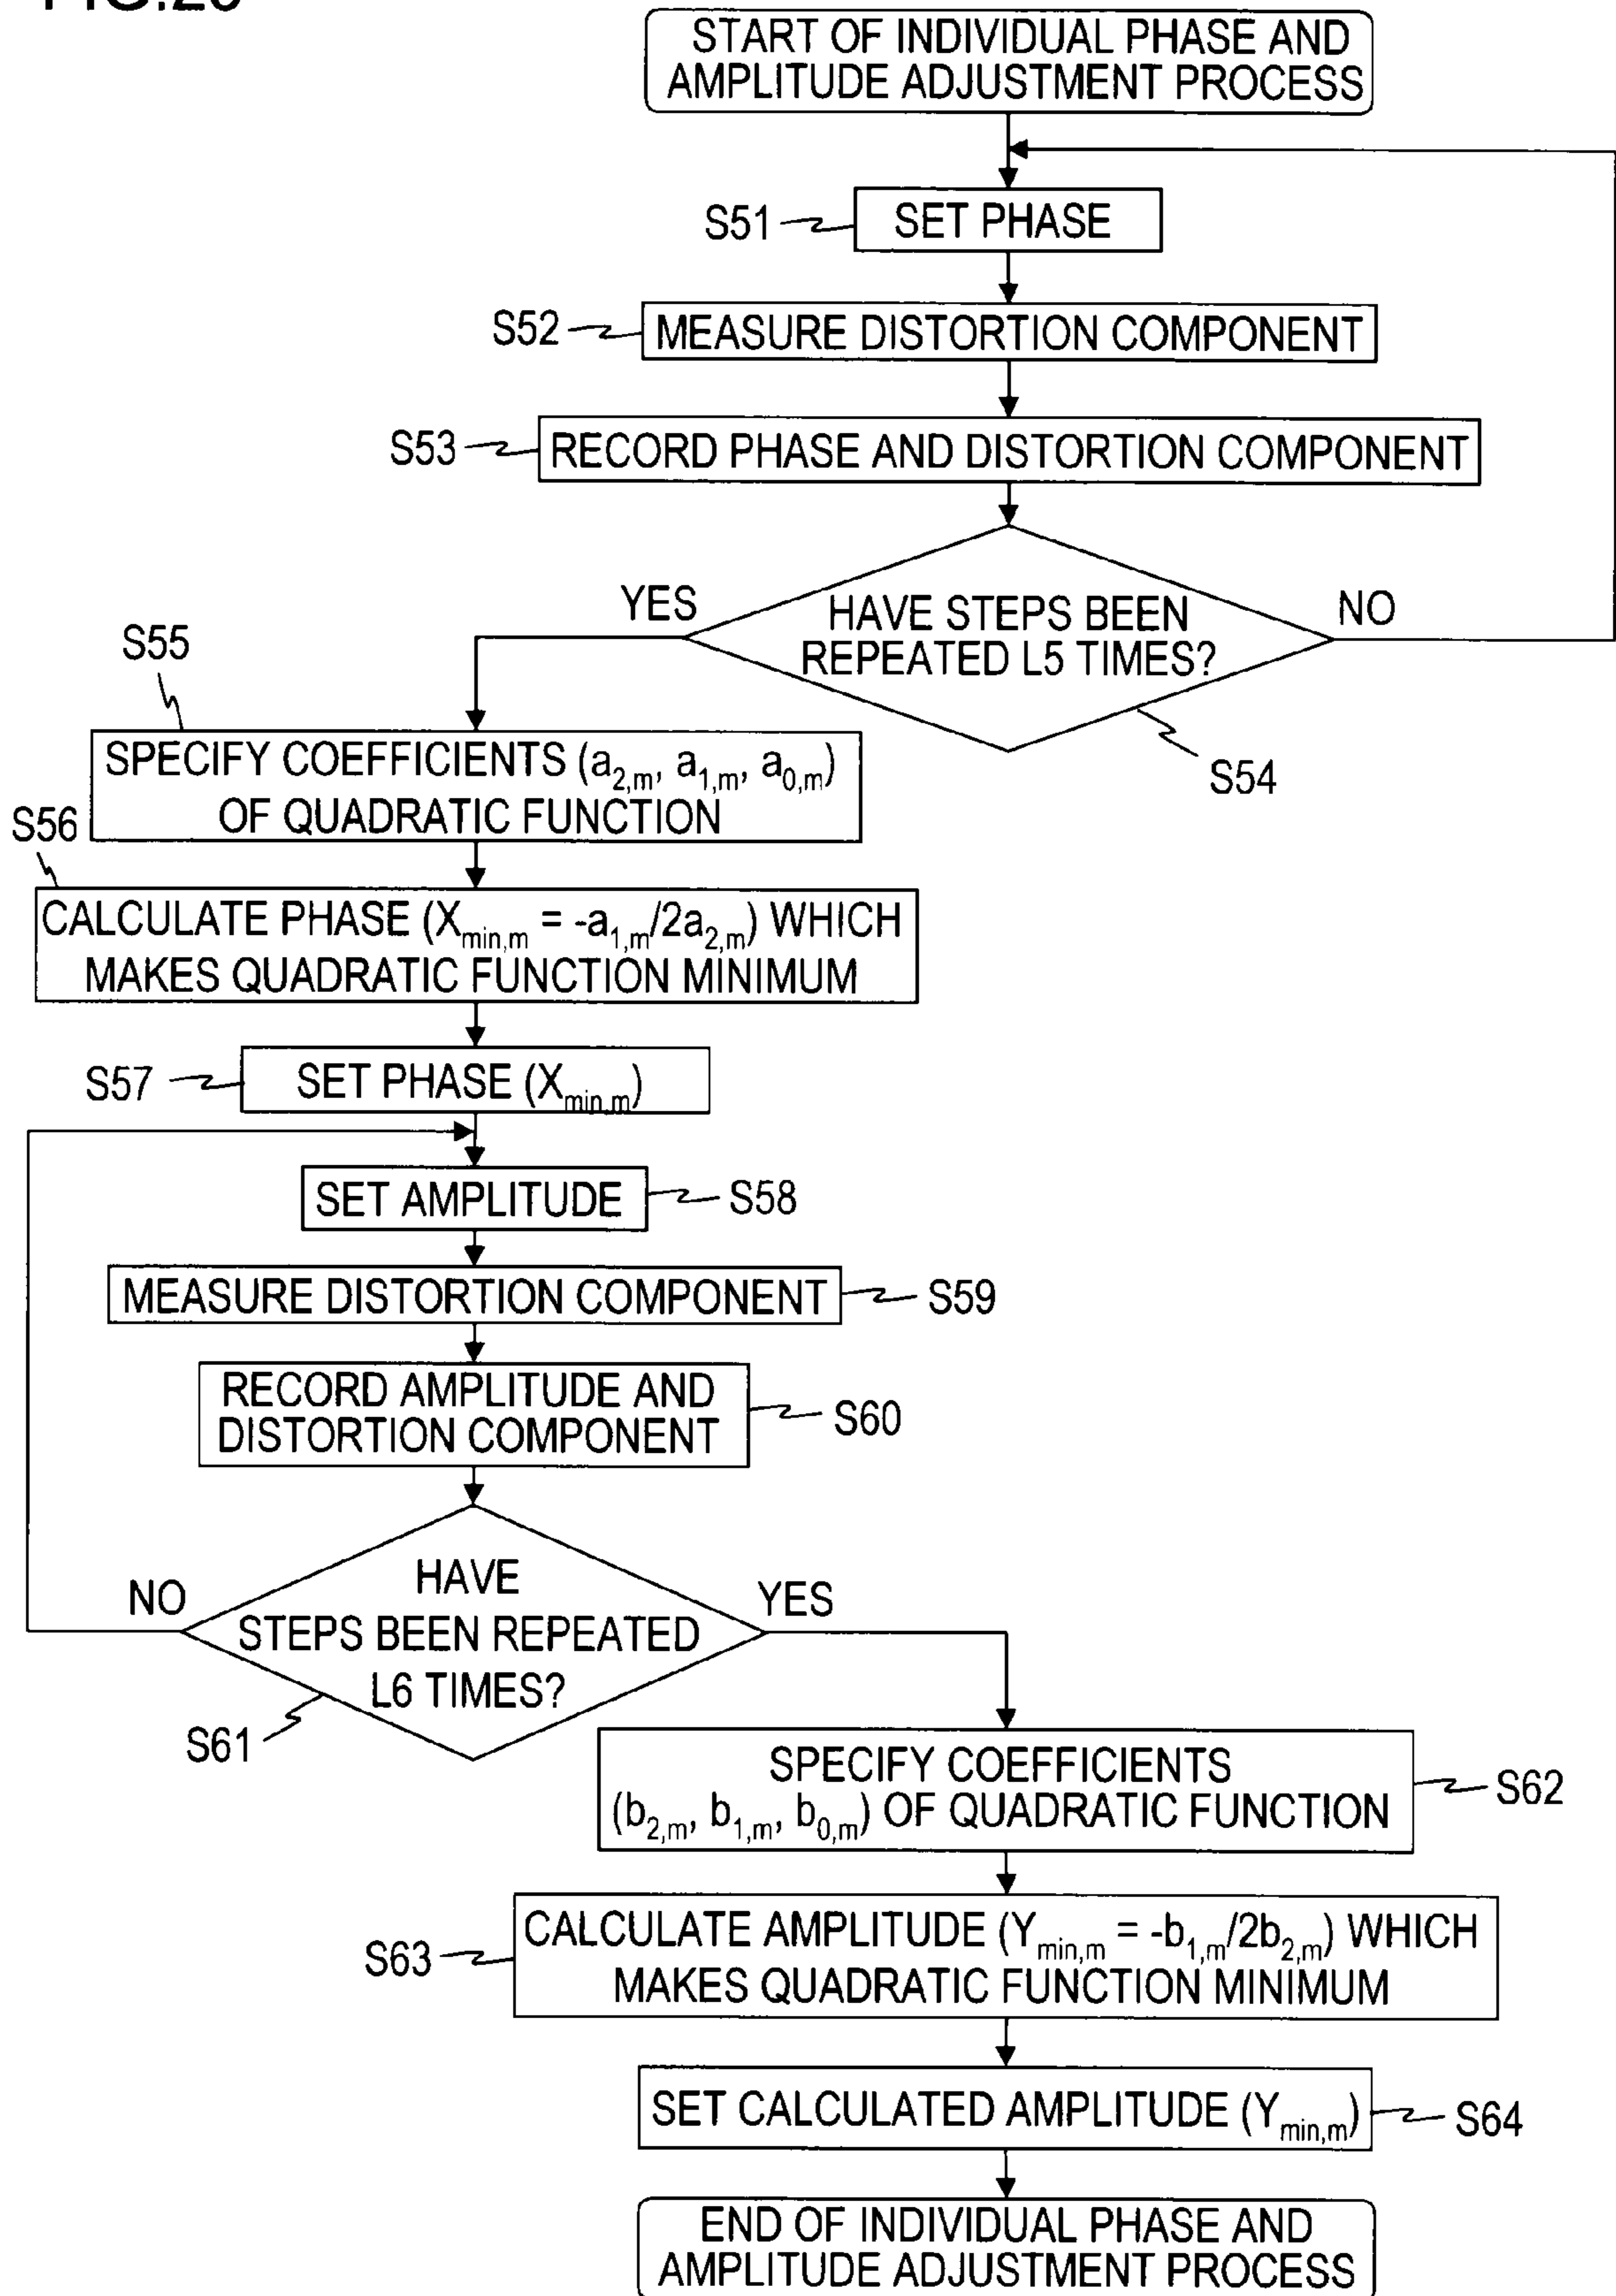 START OF INDIVIDUAL PHASE AND
AMPLITUDE ADJUSTMENT PROCESS
S51
SET PHASE
S52
MEASURE DISTORTION COMPONENT
S53
RECORD PHASE AND DISTORTION COMPONENT
YES
HAVE STEPS BEEN
REPEATED L5 TIMES?
NO
S54
S55
SPECIFY COEFFICIENTS (a2,m, a1,m, a0,m)
OF QUADRATIC FUNCTION
S56
CALCULATE PHASE (Xmin,m = -a1,m/2a2,m) WHICH
MAKES QUADRATIC FUNCTION MINIMUM
S57
SET PHASE (Xmin,m)
SET AMPLITUDE
S58
MEASURE DISTORTION COMPONENT
S59
RECORD AMPLITUDE AND
DISTORTION COMPONENT
S60
NO
HAVE
STEPS BEEN REPEATED
L6 TIMES?
YES
S61
SPECIFY COEFFICIENTS
(b2,m, b1,m, b0,m) OF QUADRATIC FUNCTION
S62
S63
CALCULATE AMPLITUDE (Ymin,m = -b1,m/2b2,m) WHICH
MAKES QUADRATIC FUNCTION MINIMUM
SET CALCULATED AMPLITUDE (Ymin,m)
S64
END OF INDIVIDUAL PHASE AND
AMPLITUDE ADJUSTMENT PROCESS